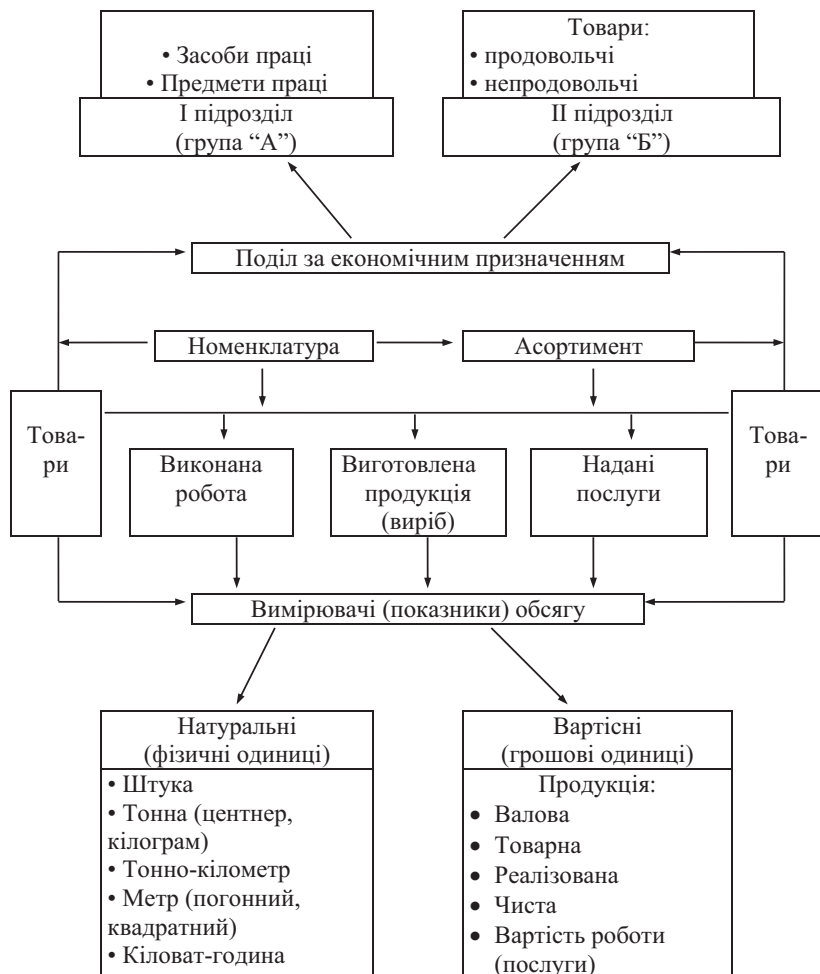 • Засоби праці
• Предмети праці
І підрозділ
(група “А”)
Товари:
• продовольчі
• непродовольчі
ІІ підрозділ
(група “Б”)
Поділ за економічним призначенням
Номенклатура
Асортимент
Това-
ри
Виконана
робота
Виготовлена
продукція
(виріб)
Надані
послуги
Това-
ри
Вимірювачі (показники) обсягу
Натуральні
(фізичні одиниці)
• Штука
• Тонна (центнер,
кілограм)
• Тонно-кілометр
• Метр (погонний,
квадратний)
• Кіловат-година
Вартісні
(грошові одиниці)
Продукція:
• Валова
• Товарна
• Реалізована
• Чиста
• Вартість роботи
(послуги)